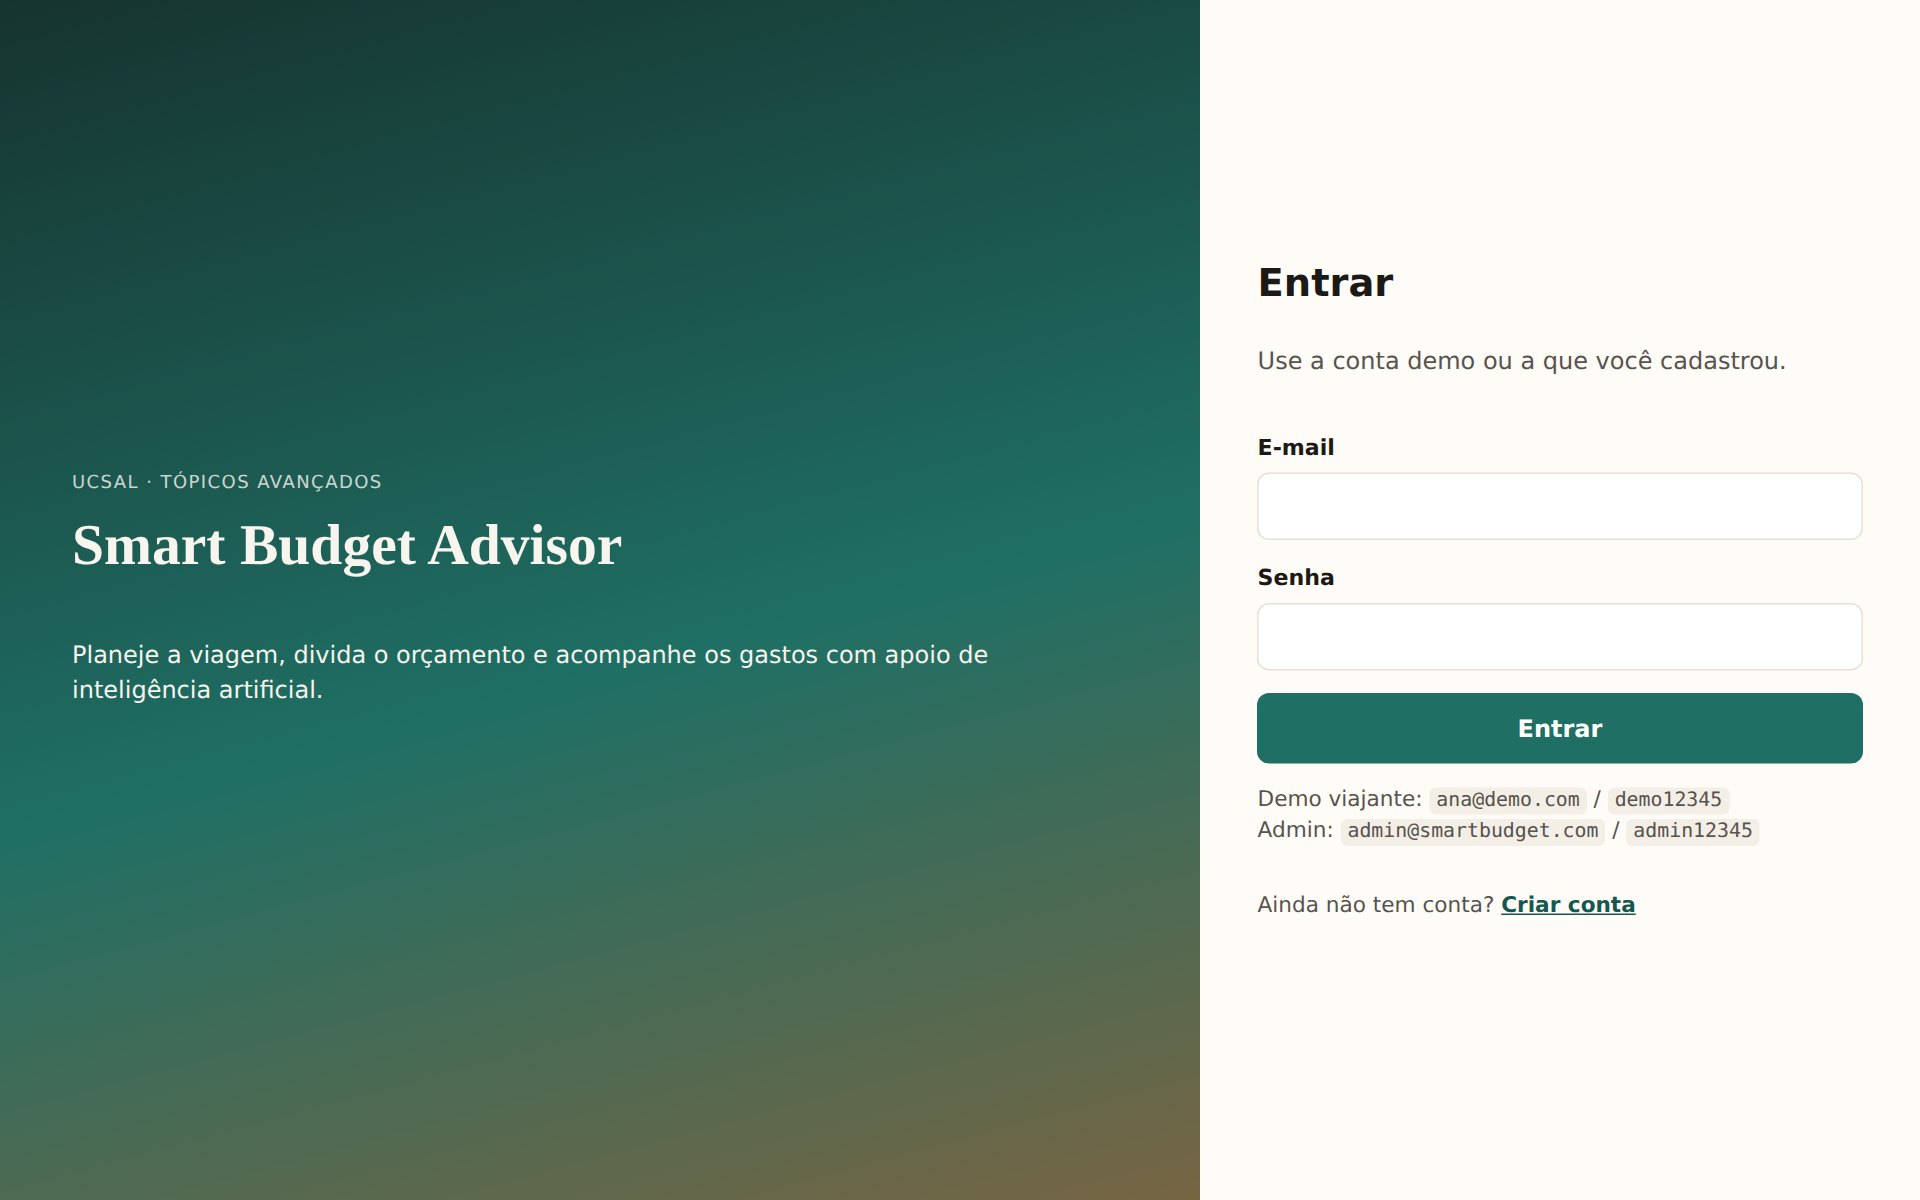 UCSAL · TÓPICOS AVANÇADOS
Smart Budget Advisor
Planeje a viagem, divida o orçamento e acompanhe os gastos com apoio de
inteligência artificial.
Entrar
Use a conta demo ou a que você cadastrou.
E-mail
Senha
Entrar
Demo viajante: ana@demo.com / demo12345
Admin: admin@smartbudget.com / admin12345
Ainda não tem conta? Criar conta